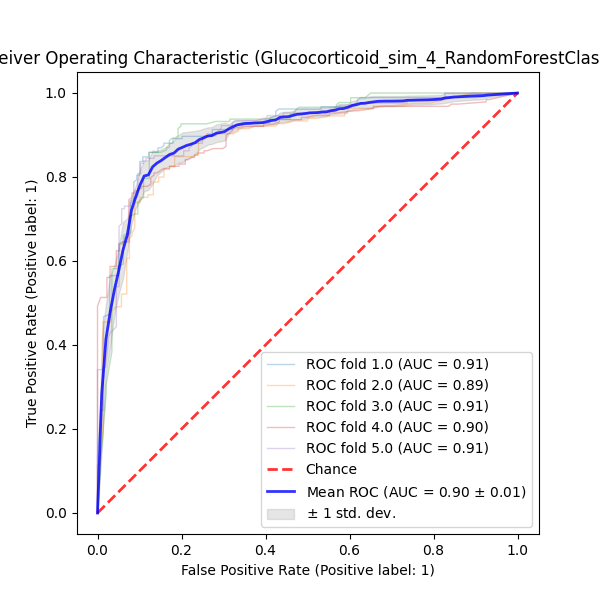 eiver Operating Characteristic (Glucocorticoid_sim_4_RandomForestClas
1.0
0.8
0.6
0.4
0.2
0.0
True Positive Rate (Positive label: 1)
ROC fold 1.0 (AUC = 0.91)
ROC fold 2.0 (AUC = 0.89)
ROC fold 3.0 (AUC = 0.91)
ROC fold 4.0 (AUC = 0.90)
ROC fold 5.0 (AUC = 0.91)
Chance
Mean ROC (AUC = 0.90 ± 0.01)
± 1 std. dev.
0.0 0.2 0.4 0.6 0.8 1.0
False Positive Rate (Positive label: 1)